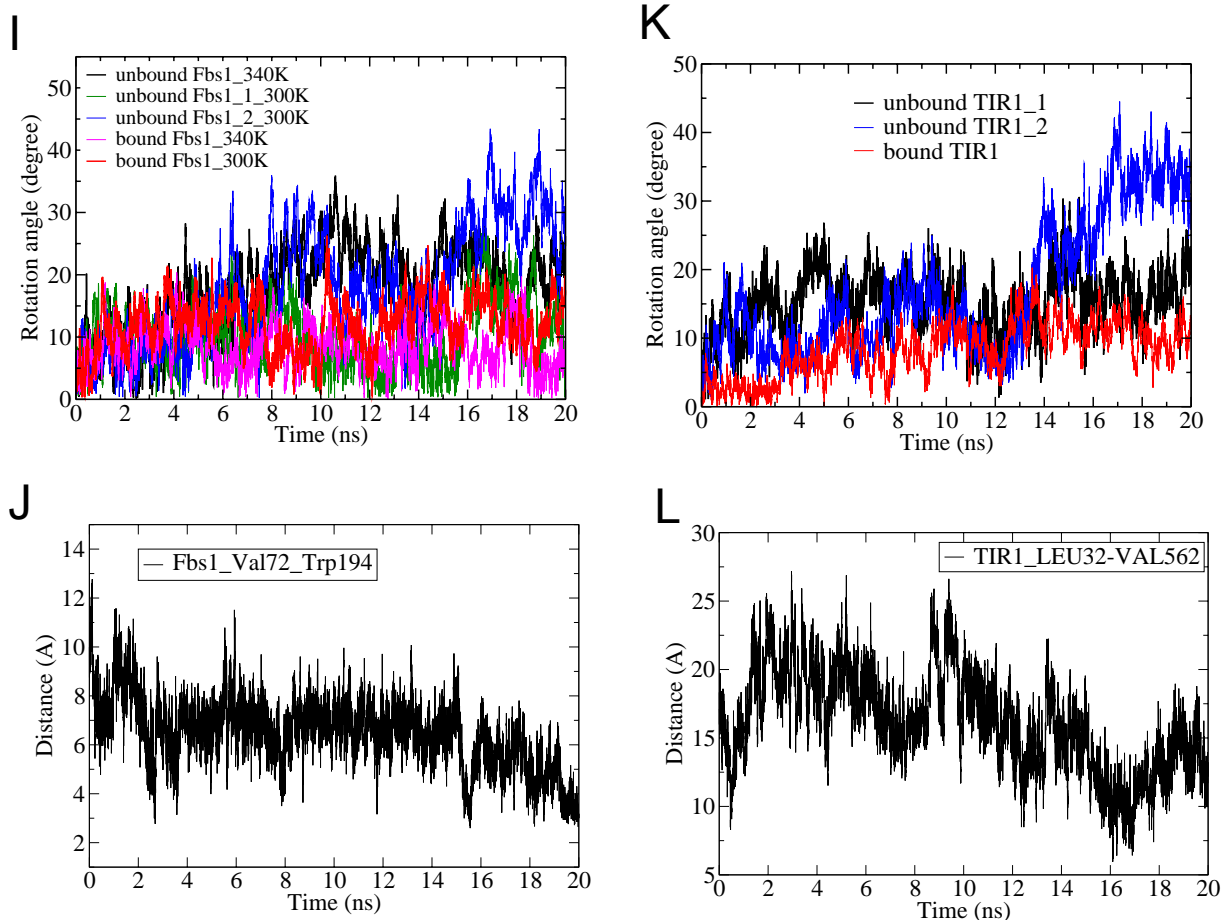 I
unbound Fbs1_340K
unbound Fbs1_1_300K
unbound Fbs1_2_300K
bound Fbs1_340K
bound Fbs1_300K
Rotation angle (degree)
50
40
30
20
10
0
0 2 4 6 8 10 12 14 16 18 20
Time (ns)
K
unbound TIR1_1
unbound TIR1_2
bound TIR1
Rotation angle (degree)
50
40
30
20
10
0
0 2 4 6 8 10 12 14 16 18 20
Time (ns)
J
Fbs1_Val72_Trp194
Distance (A)
14
12
10
8
6
4
2
0 2 4 6 8 10 12 14 16 18 20
Time (ns)
L
TIR1_LEU32-VAL562
Distance (A)
30
25
20
15
10
5
0 2 4 6 8 10 12 14 16 18 20
Time (ns)